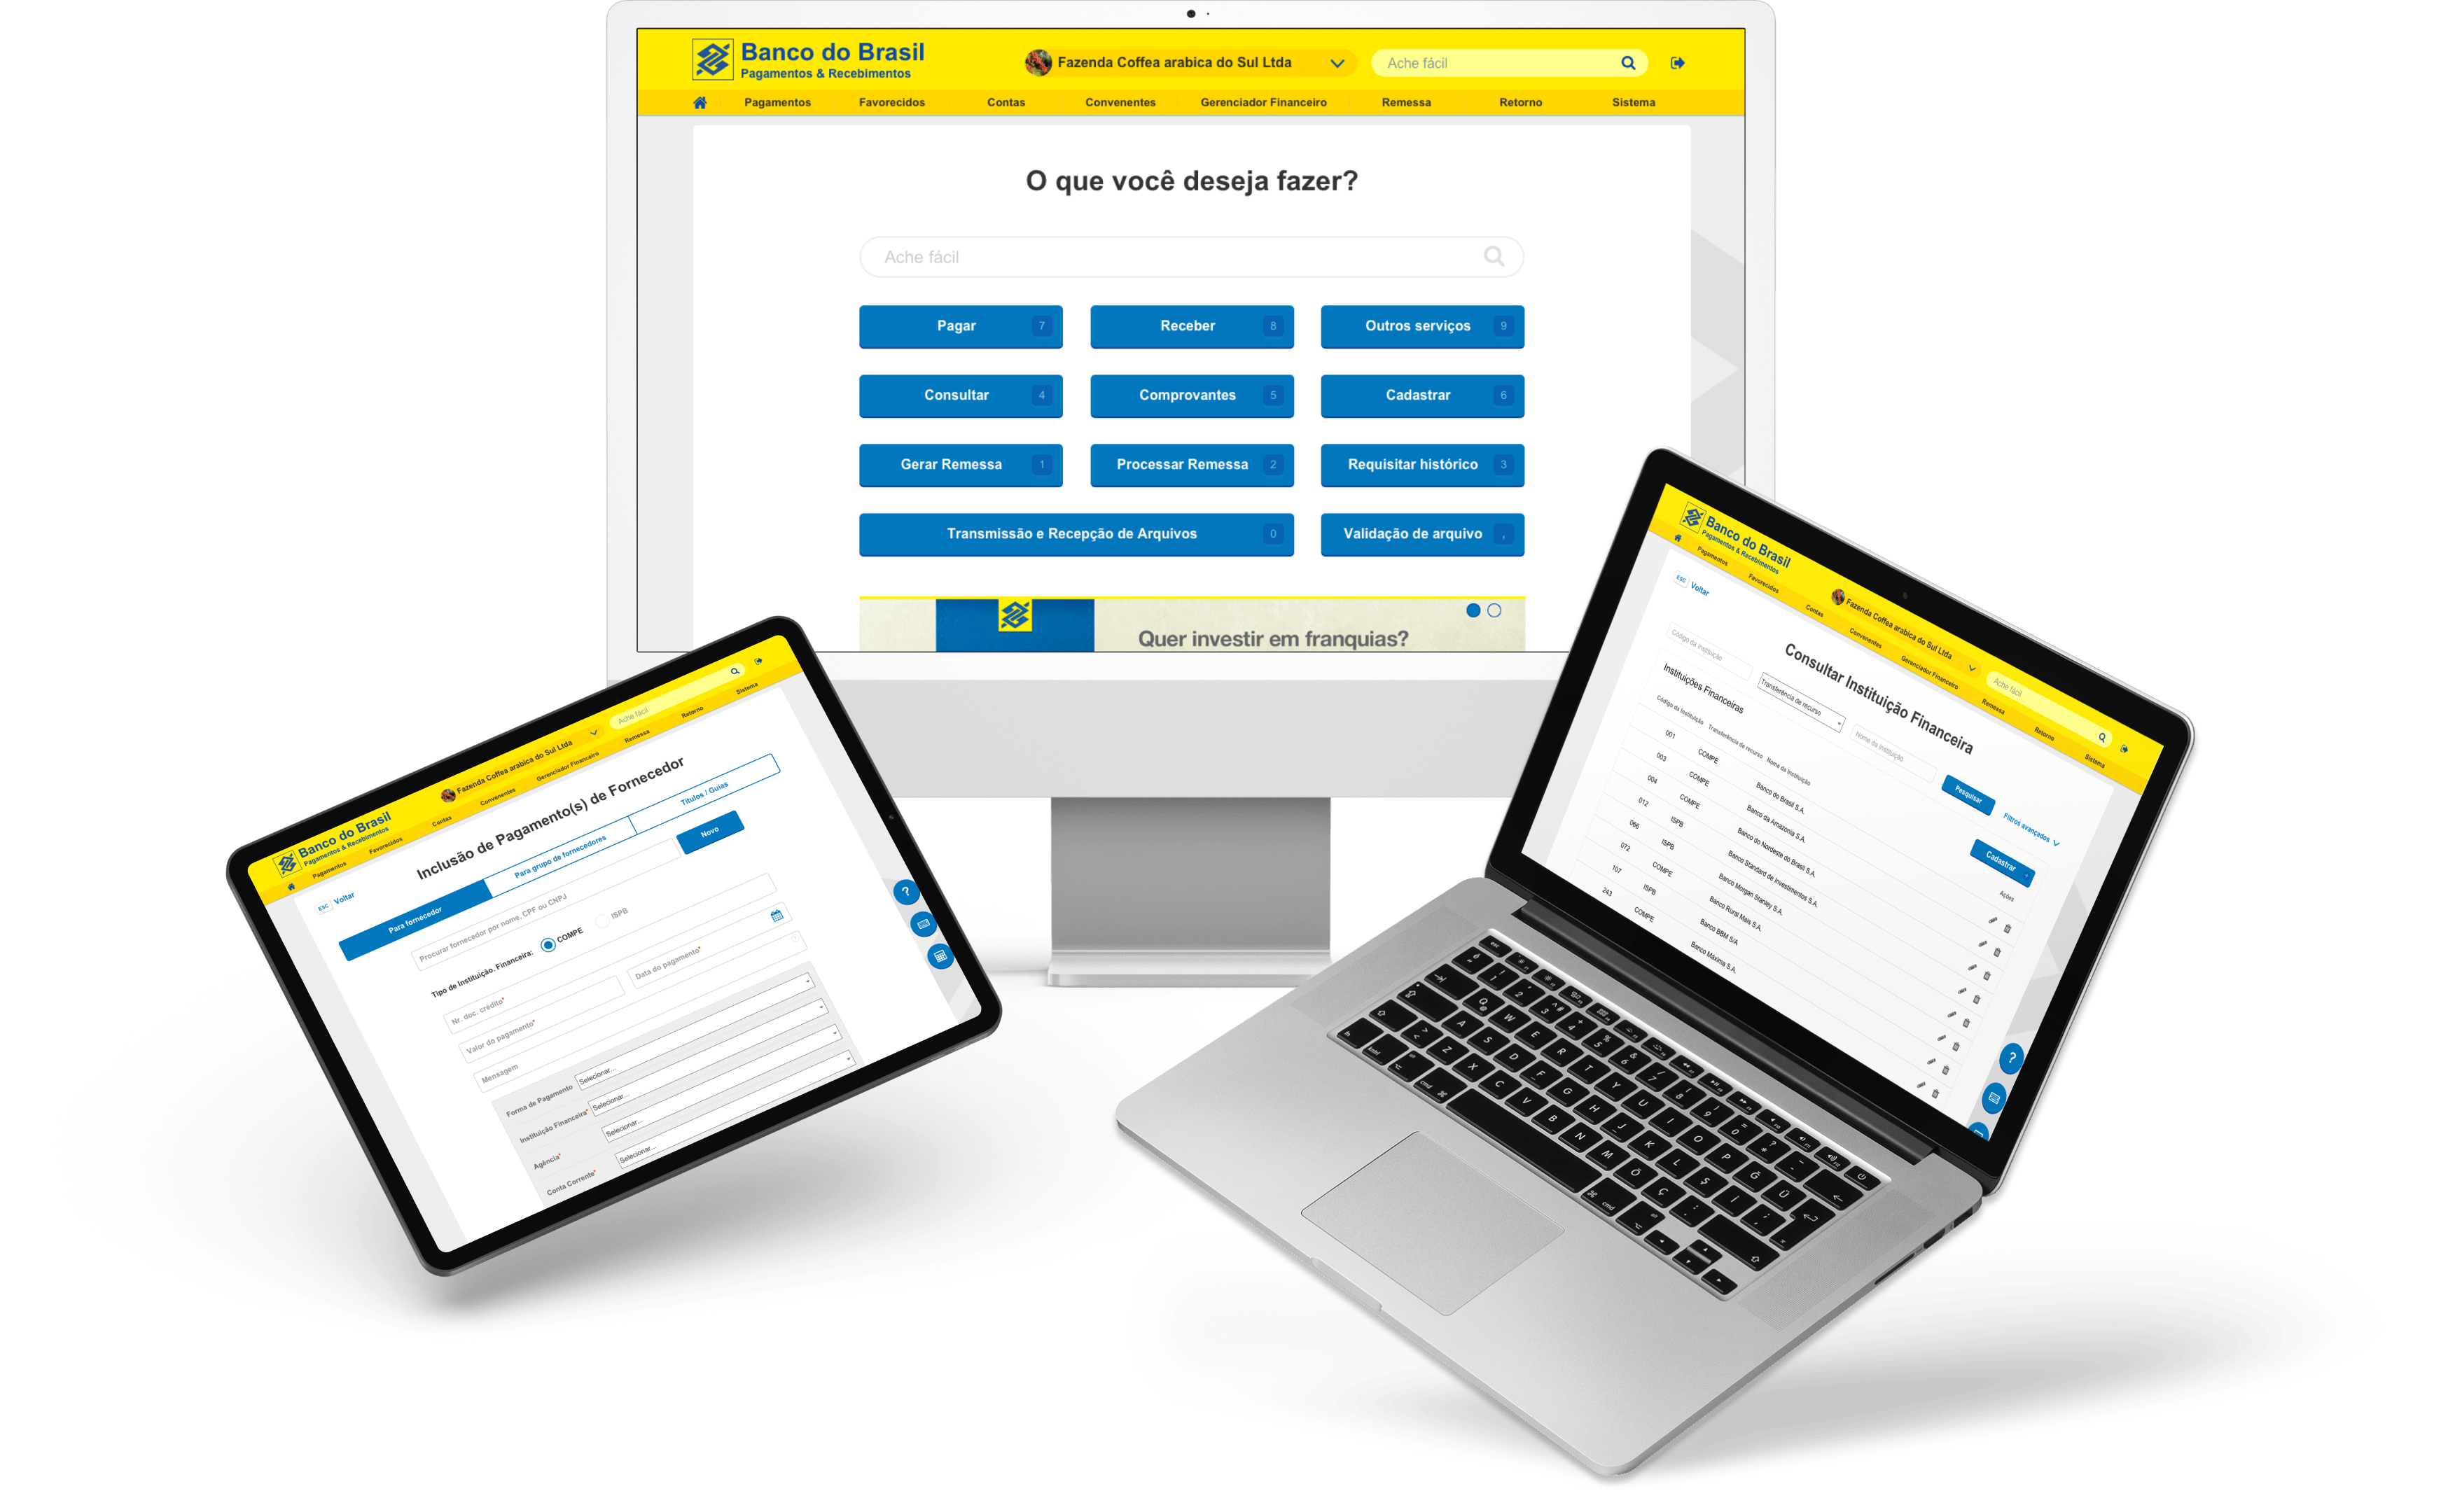 Banco do Brasil
Pagamentos & Recebimentos
Fazenda Coffea arabica do Sul Ltda
Ache fácil
Pagamentos Favorecidos Contas Convenentes Gerenciador Financeiro Remessa Retorno Sistema
O que você deseja fazer?
Ache fácil
Pagar 7 Receber 8 Outros serviços 9
Consultar 4 Comprovantes 5 Cadastrar 6
Gerar Remessa 1 Processar Remessa 2 Requisitar histórico 3
Transmissão e Recepção de Arquivos 0 Validação de arquivo ,
Quer investir em franquias?
Banco do Brasil
Pagamentos & Recebimentos
Fazenda Coffea arabica do Sul Ltda
Ache fácil
Pagamentos Favorecidos Contas Convenentes Gerenciador Financeiro Remessa Retorno Sistema
ESC Voltar
Inclusão de Pagamento(s) de Fornecedor
Para fornecedor Para grupo de fornecedores Títulos / Guias
Procurar fornecedor por nome, CPF ou CNPJ Novo
Tipo de Instituição. Financeira: COMPE ISPB
Nr. doc. crédito*
Valor do pagamento* Data do pagamento*
Mensagem
Forma de Pagamento Selecionar...
Instituição Financeira* Selecionar...
Agência* Selecionar...
Conta Corrente* Selecionar...
?
Banco do Brasil
Pagamentos & Recebimentos
Fazenda Coffea arabica do Sul Ltda
Ache fácil
Pagamentos Favorecidos Contas Convenentes Gerenciador Financeiro Remessa Retorno Sistema
ESC Voltar
Consultar Instituição Financeira
Código da Instituição Transferência de recurso Nome da Instituição Pesquisar
Filtros avançados
Instituições Financeiras Cadastrar
Código da Instituição Transferência de recurso Nome da Instituição Ações
001 COMPE Banco do Brasil S.A.
003 COMPE Banco da Amazonia S.A.
004 COMPE Banco do Nordeste do Brasil S.A.
012 ISPB Banco Standard de Investimentos S.A.
066 ISPB Banco Morgan Stanley S.A.
072 COMPE Banco Rural Mais S.A.
107 ISPB Banco BBM S/A
243 COMPE Banco Máxima S.A.
?
esc
Q W E R T Y U I O P Ğ Ü
A S D F G H J K L Ş İ
fn Z X C V B N M Ö Ç
cmd cmd